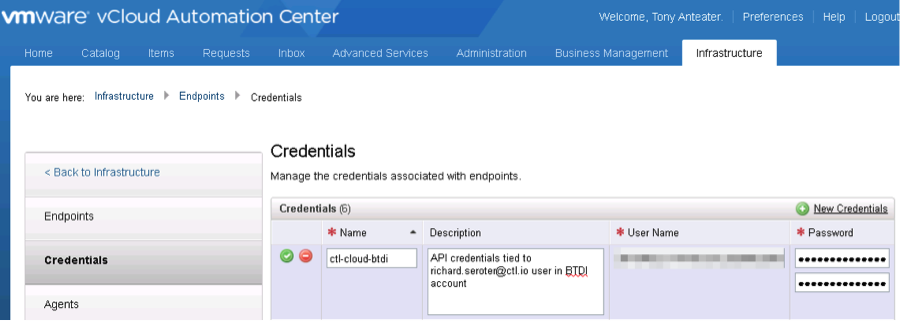 vmware vCloud Automation Center
Welcome, Tony Anteater. Preferences Help Logout
Home Catalog Items Requests Inbox Advanced Services Administration Business Management Infrastructure
You are here: Infrastructure Endpoints Credentials
< Back to Infrastructure
Endpoints
Credentials
Agents
Credentials
Manage the credentials associated with endpoints.
Credentials (6) New Credentials
* Name Description * User Name * Password
ctl-cloud-btdi
API credentials tied to
richard.seroter@ctl.io user in BTDI
account